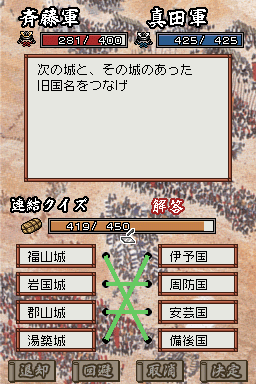 斉藤軍
真田軍
281/ 400
425/ 425
次の城と、その城のあった
旧国名をつなげ
連結クイズ
解答
419/ 450
福山城
伊予国
岩国城
周防国
郡山城
安芸国
湯築城
備後国
退却
回避
取消
決定